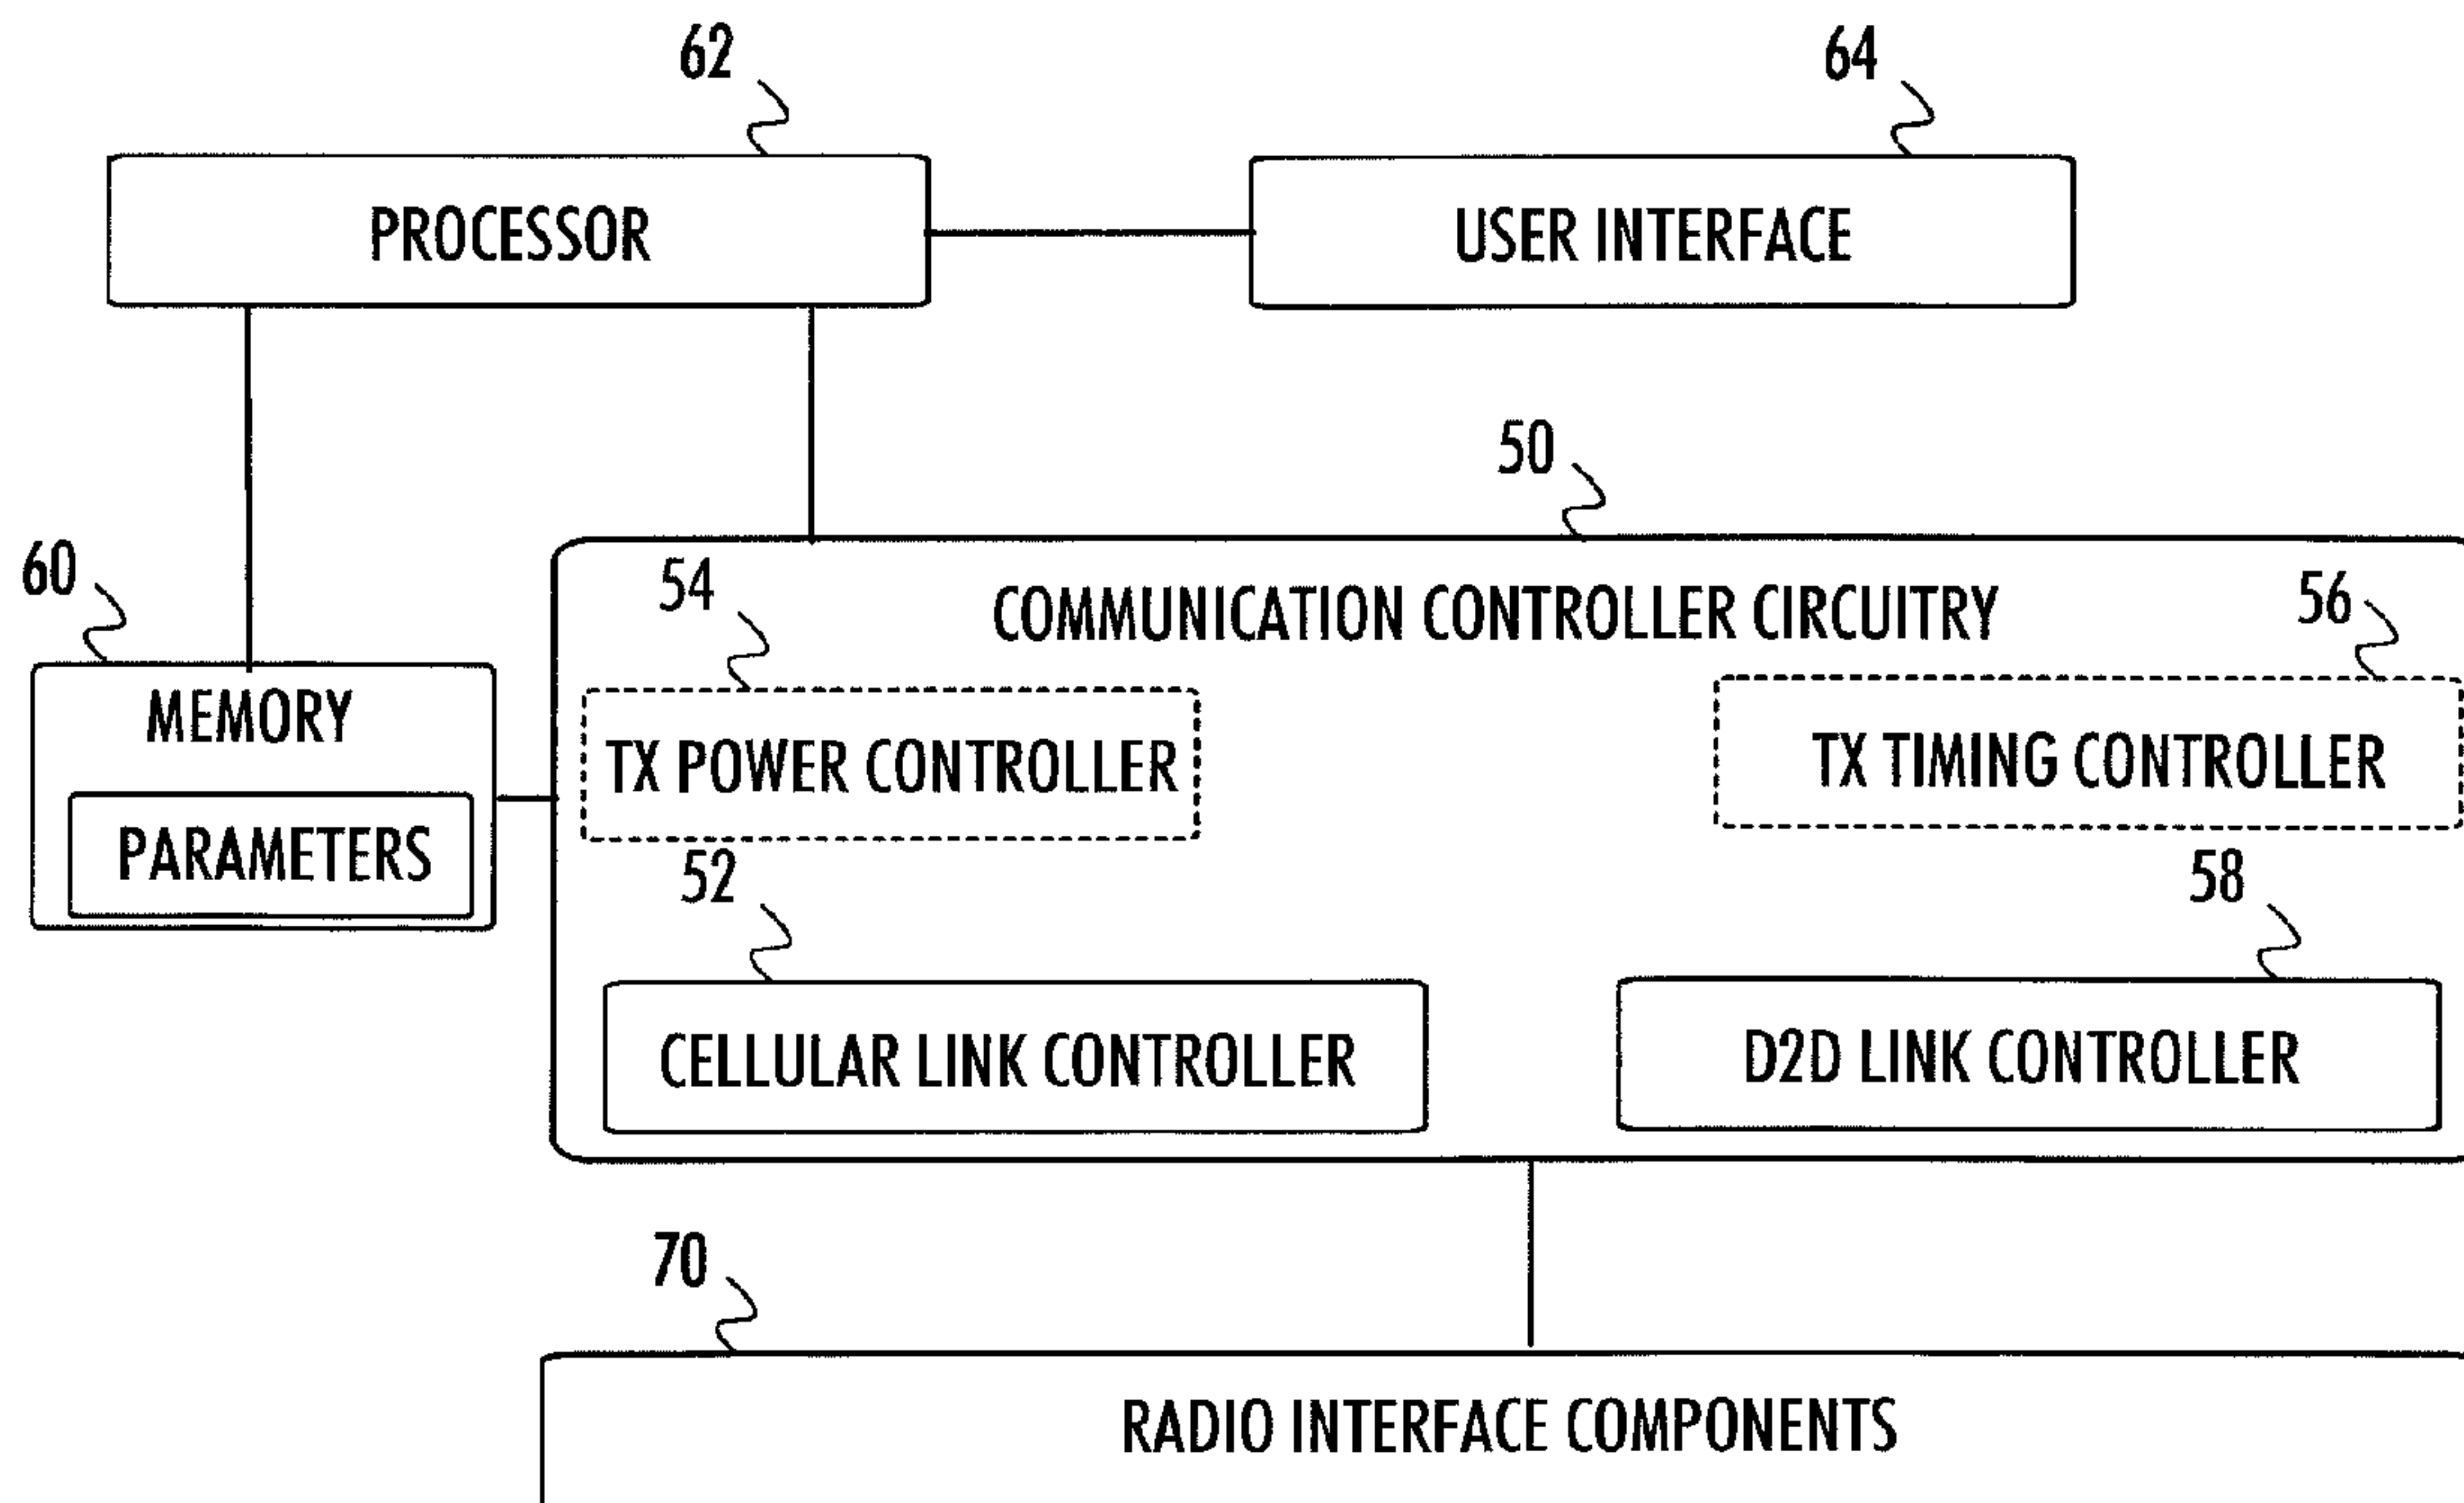 62
64
PROCESSOR
USER INTERFACE
50
60
54
COMMUNICATION CONTROLLER CIRCUITRY
56
MEMORY
TX POWER CONTROLLER
TX TIMING CONTROLLER
PARAMETERS
52
58
CELLULAR LINK CONTROLLER
D2D LINK CONTROLLER
70
RADIO INTERFACE COMPONENTS